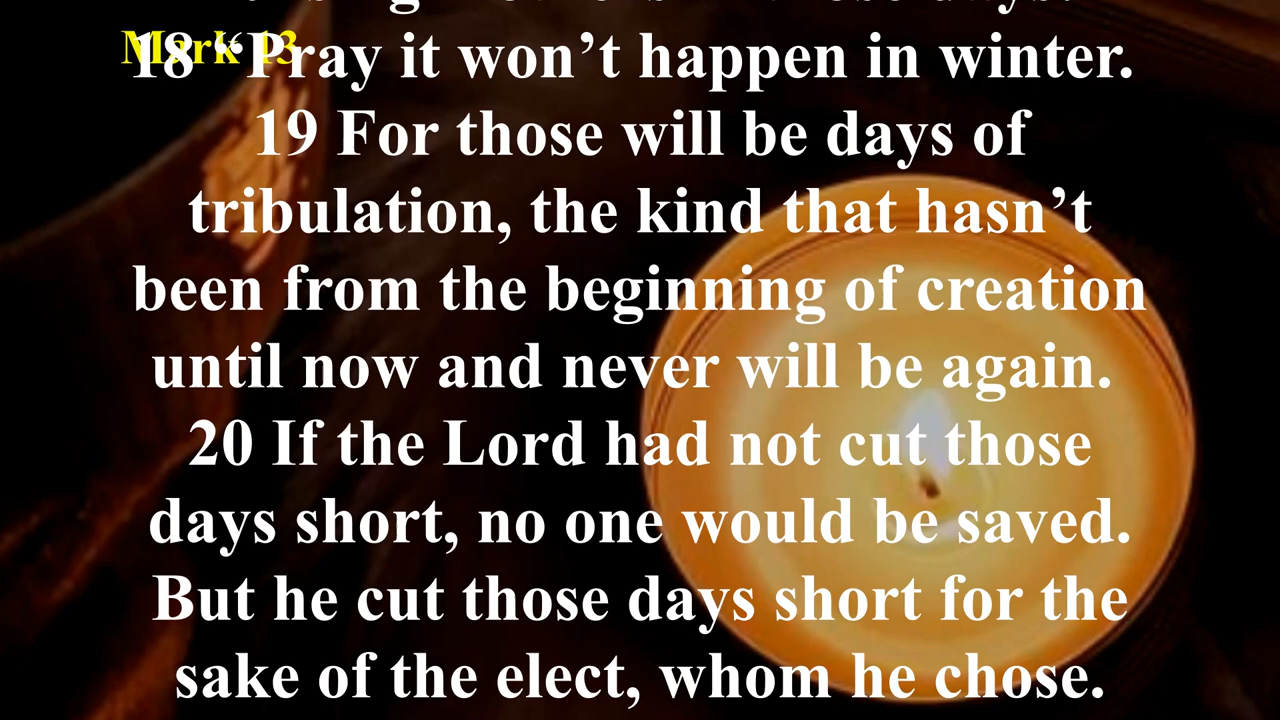 Mark 13
18 “Pray it won’t happen in winter.
19 For those will be days of
tribulation, the kind that hasn’t
been from the beginning of creation
until now and never will be again.
20 If the Lord had not cut those
days short, no one would be saved.
But he cut those days short for the
sake of the elect, whom he chose.